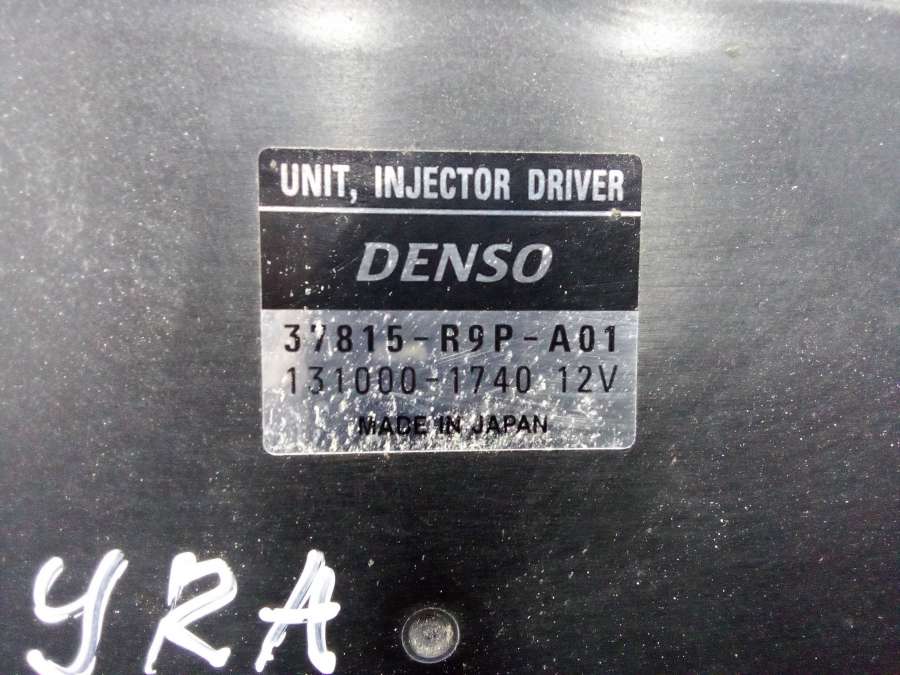 UNIT, INJECTOR DRIVER
DENSO
37815-R9P-A01
131000-1740 12V
MADE IN JAPAN
YRA